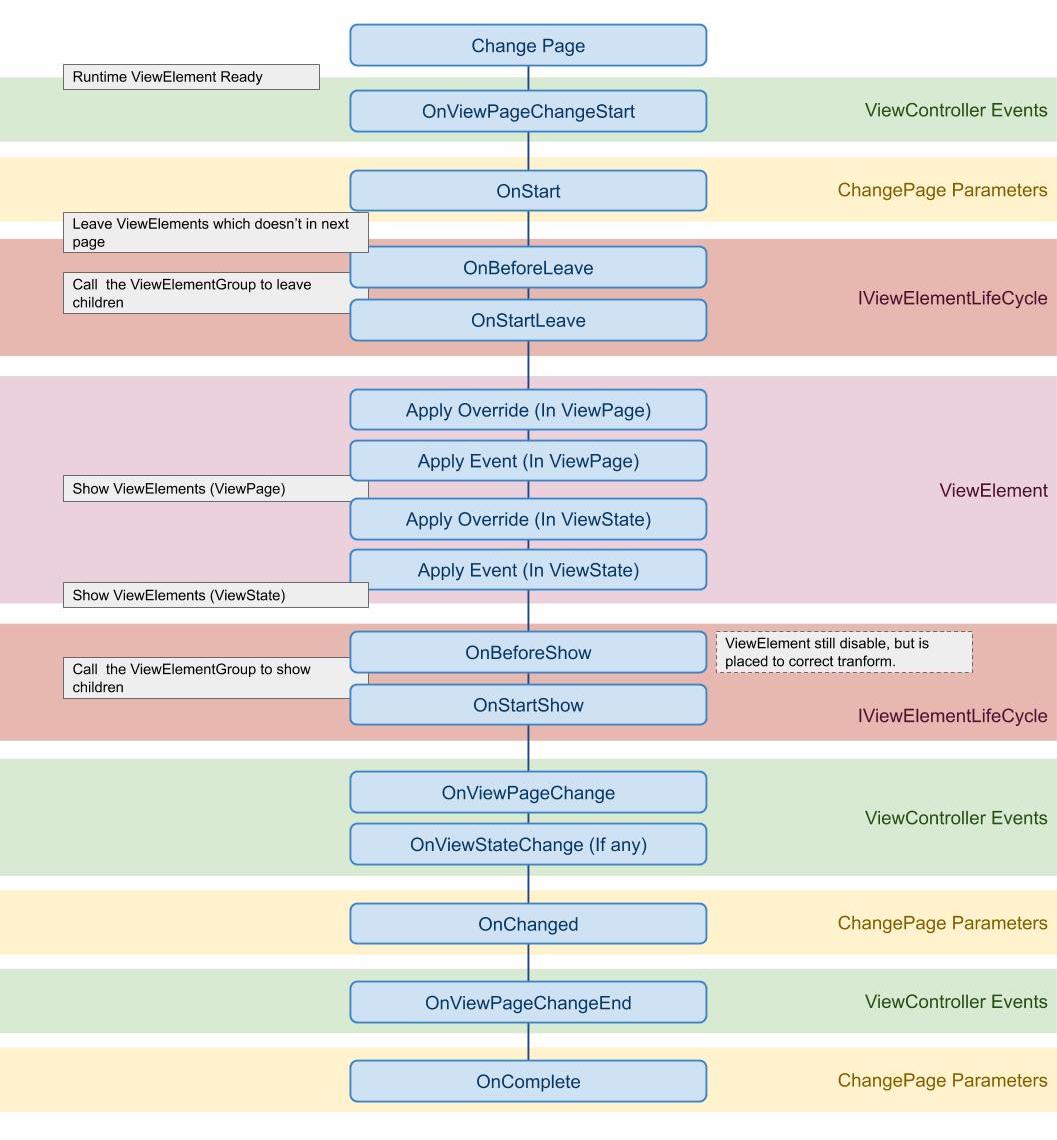 Change Page
Runtime ViewElement Ready
OnViewPageChangeStart
ViewController Events
OnStart
ChangePage Parameters
Leave ViewElements which doesn't in next
page
OnBeforeLeave
Call  the ViewElementGroup to leave
children
IViewElementLifeCycle
OnStartLeave
Apply Override (In ViewPage)
Apply Event (In ViewPage)
Show ViewElements (ViewPage)
ViewElement
Apply Override (In ViewState)
Apply Event (In ViewState)
Show ViewElements (ViewState)
OnBeforeShow
ViewElement still disable, but is
placed to correct tranform.
Call  the ViewElementGroup to show
children
OnStartShow
IViewElementLifeCycle
OnViewPageChange
ViewController Events
OnViewStateChange (If any)
OnChanged
ChangePage Parameters
OnViewPageChangeEnd
ViewController Events
OnComplete
ChangePage Parameters